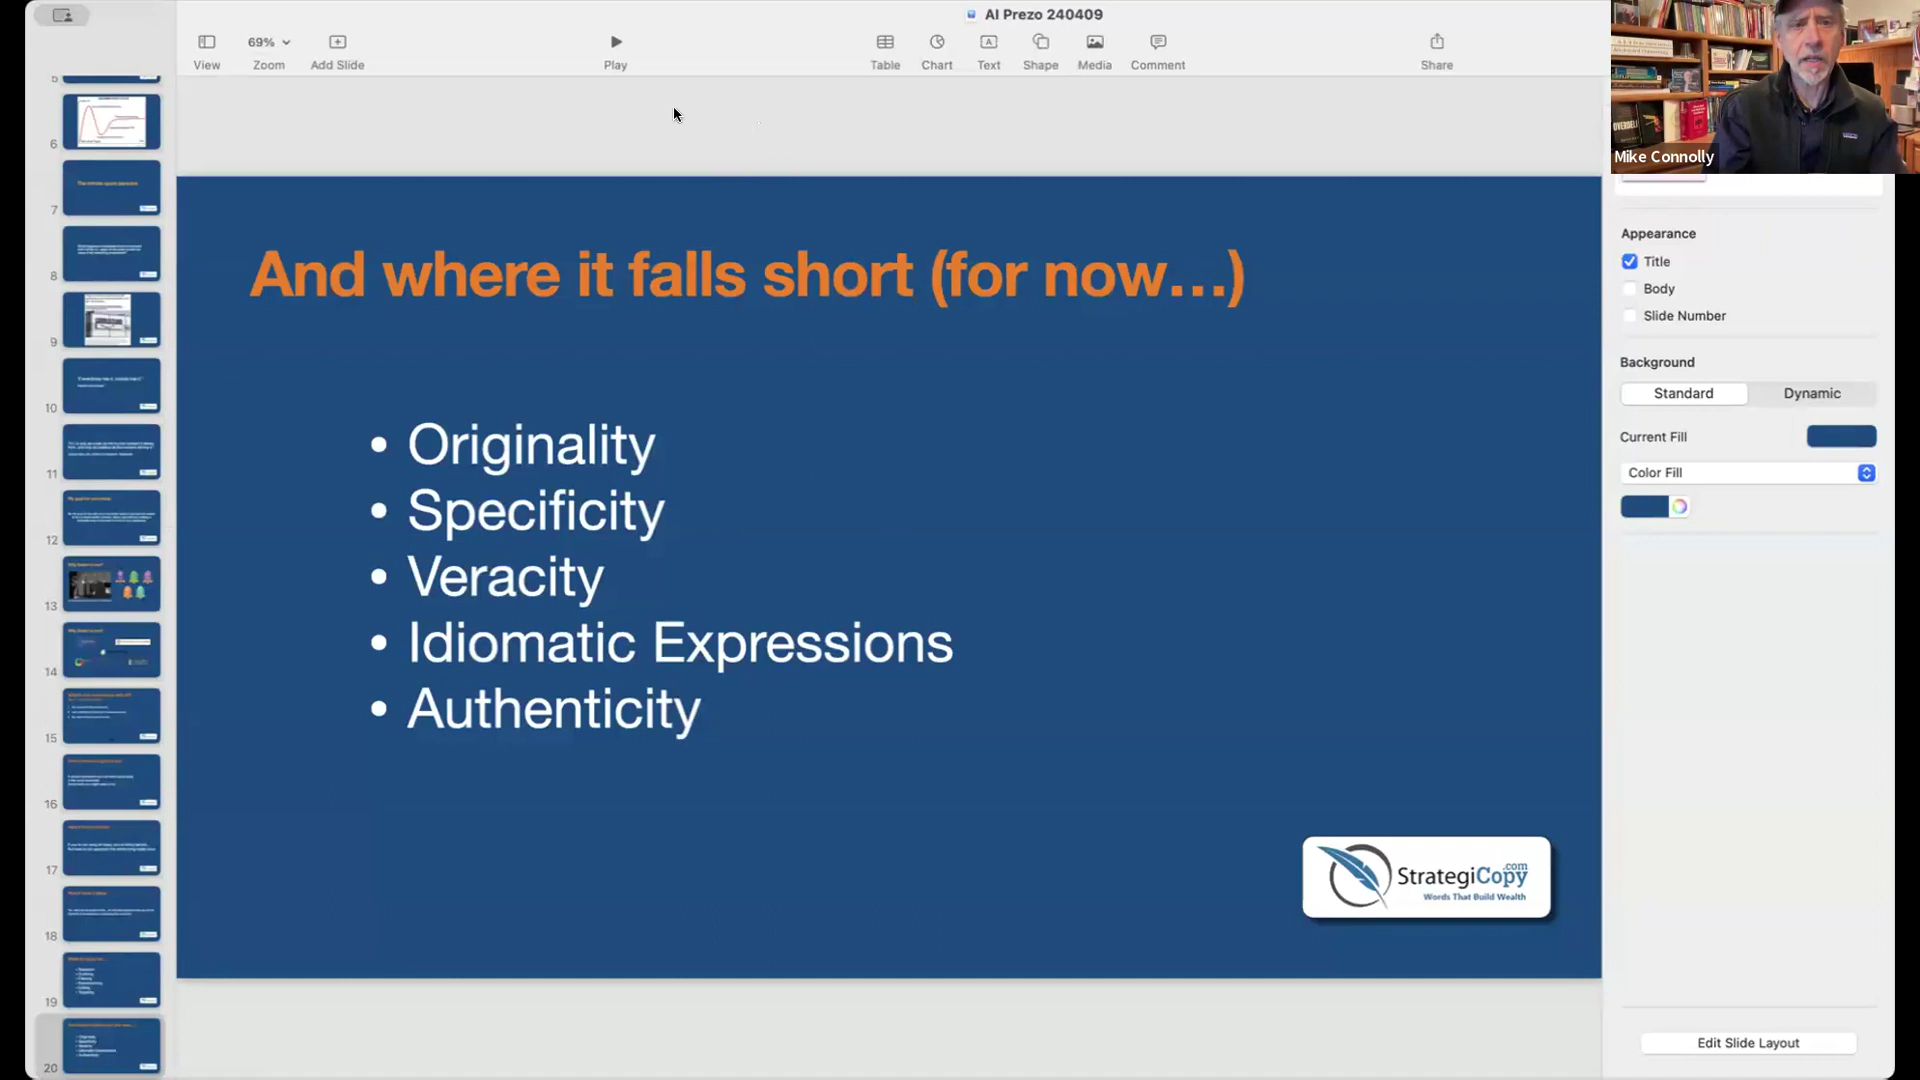 AI Prezo 240409
View
69%
Zoom
Add Slide
Play
Table
Chart
Text
Shape
Media
Comment
Share
Mike Connolly
And where it falls short (for now…)
• Originality
• Specificity
• Veracity
• Idiomatic Expressions
• Authenticity
StrategiCopy.com
Words That Build Wealth
5
6
7
8
9
10
11
12
13
14
15
16
17
18
19
20
Appearance
Title
Body
Slide Number
Background
Standard
Dynamic
Current Fill
Color Fill
Edit Slide Layout